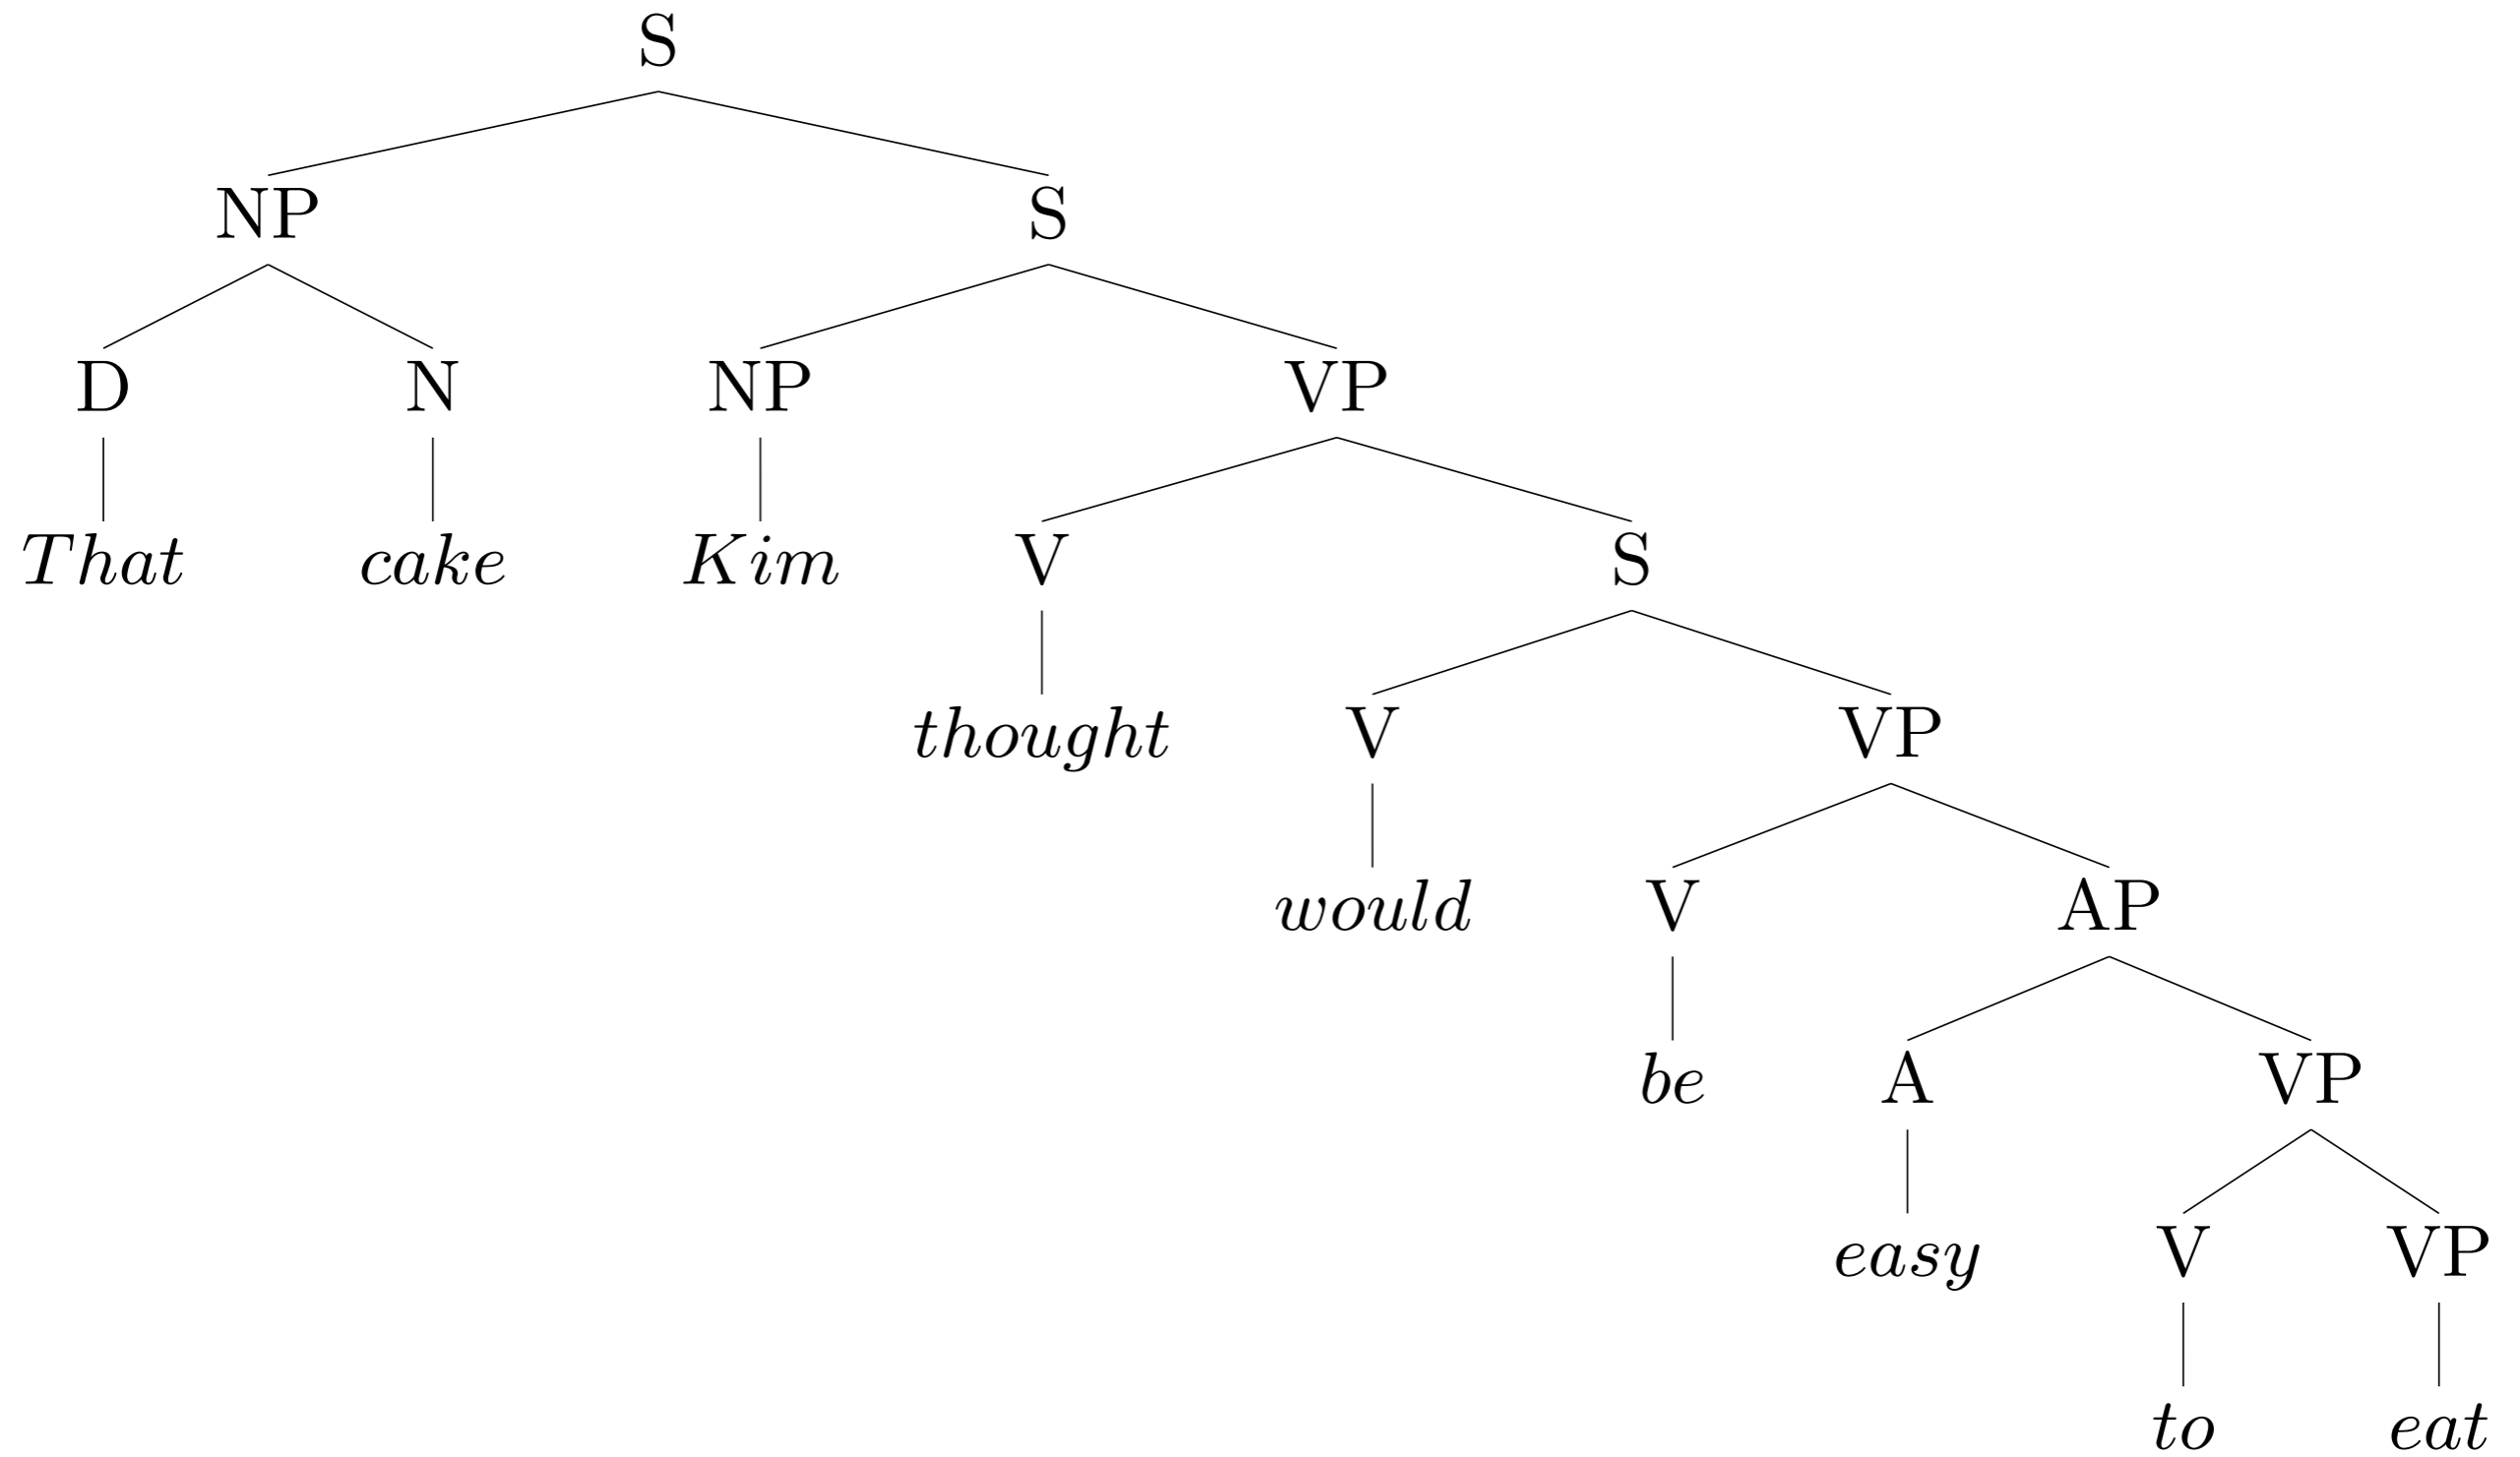 S
NP S
D N NP VP
That cake Kim V S
thought V VP
would V AP
be A VP
easy V VP
to eat